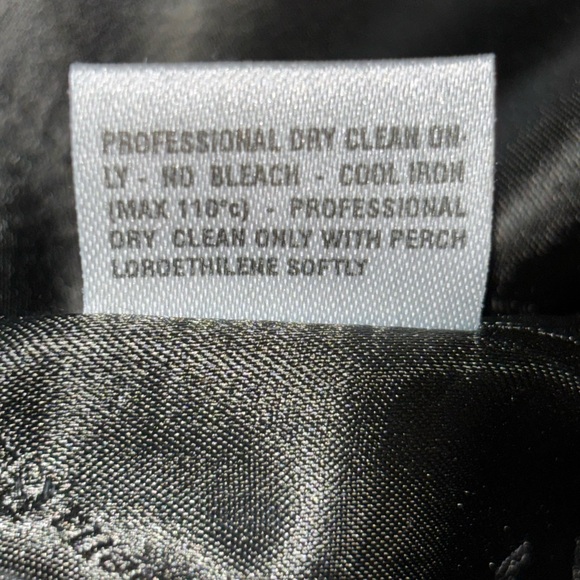 PROFESSIONAL DRY CLEAN ON-
LY - NO BLEACH - COOL IRON
(MAX 110°c) - PROFESSIONAL
DRY CLEAN ONLY WITH PERCH
LOROETHILENE SOFTLY